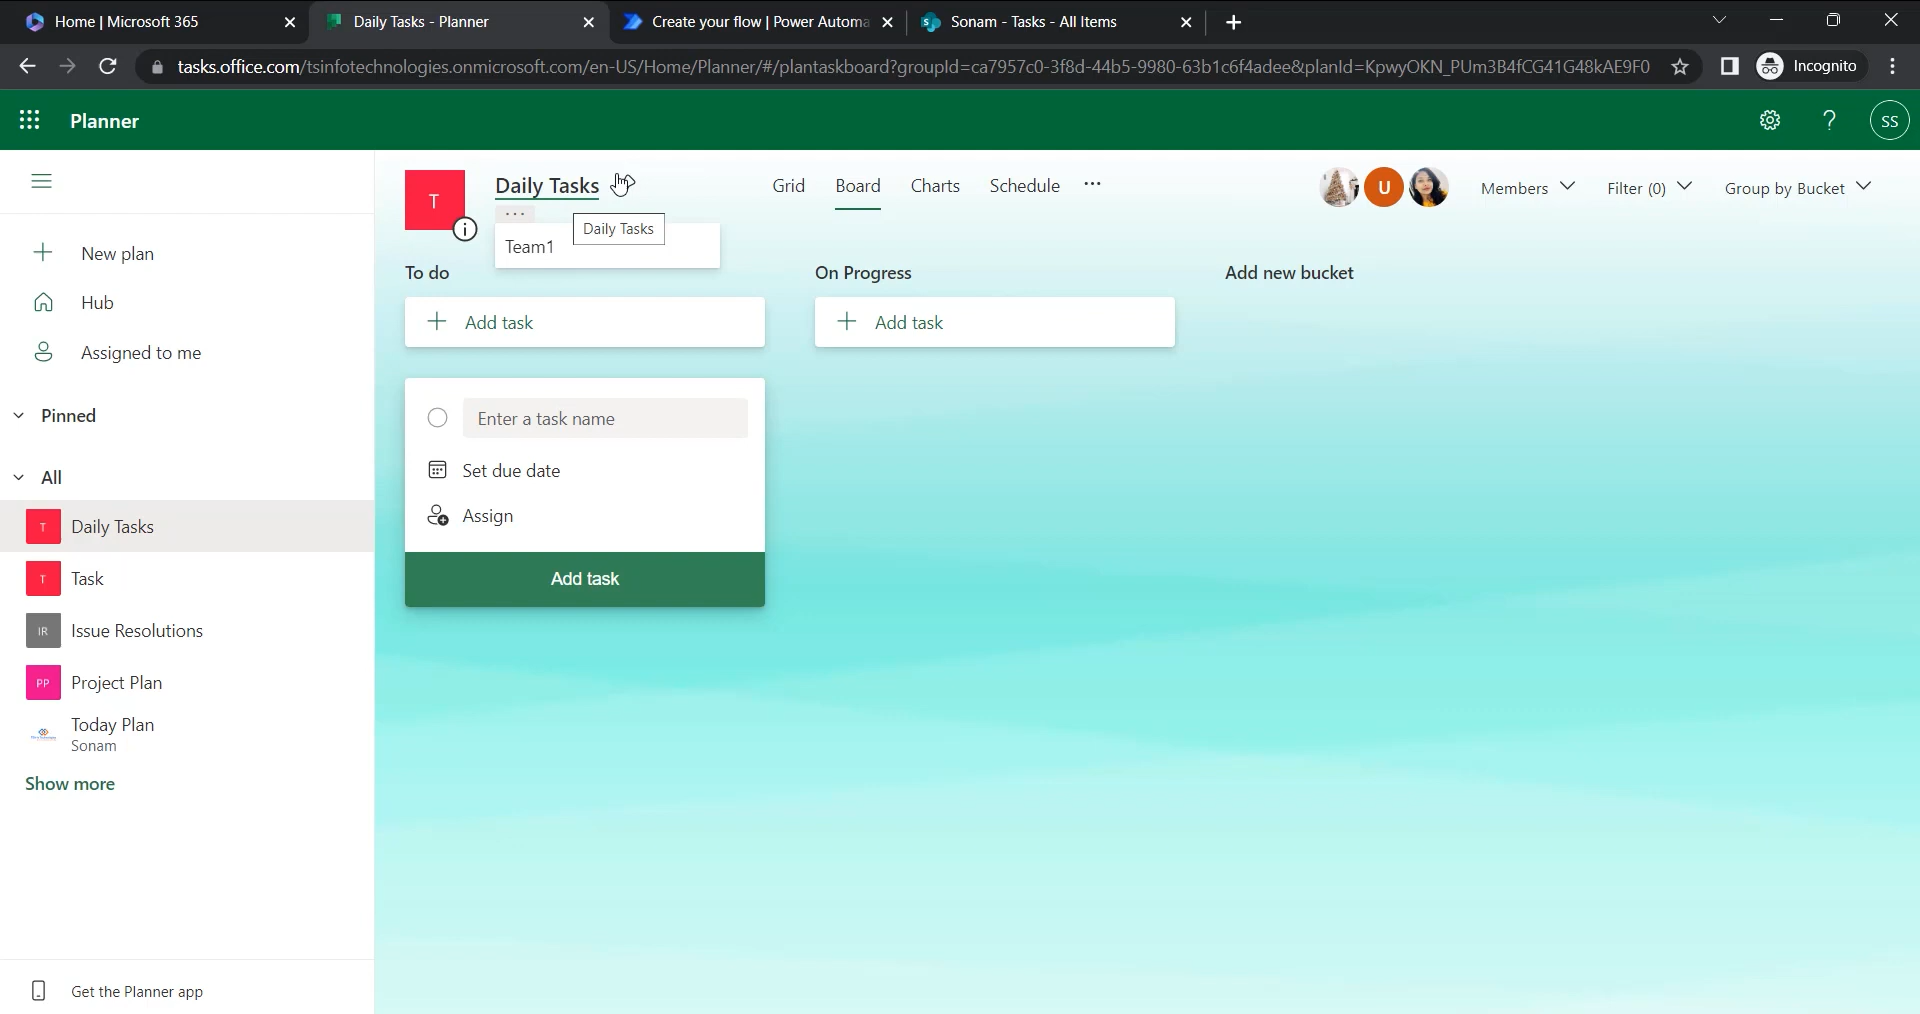 Home | Microsoft 365
Daily Tasks - Planner
Create your flow | Power Automa
Sonam - Tasks - All Items
tasks.office.com/tsinfotechnologies.onmicrosoft.com/en-US/Home/Planner/#/plantaskboard?groupId=ca7957c0-3f8d-44b5-9980-63b1c6f4adee&planId=KpwyOKN_PUm3B4fCG41G48kAE9F0
Incognito
Planner
?
SS
T
Daily Tasks
...
Daily Tasks
Team1
Grid
Board
Charts
Schedule
...
U
Members
Filter (0)
Group by Bucket
New plan
Hub
Assigned to me
Pinned
All
T
Daily Tasks
T
Task
IR
Issue Resolutions
PP
Project Plan
Today Plan
Sonam
Show more
Get the Planner app
To do
Add task
Enter a task name
Set due date
Assign
Add task
On Progress
Add task
Add new bucket